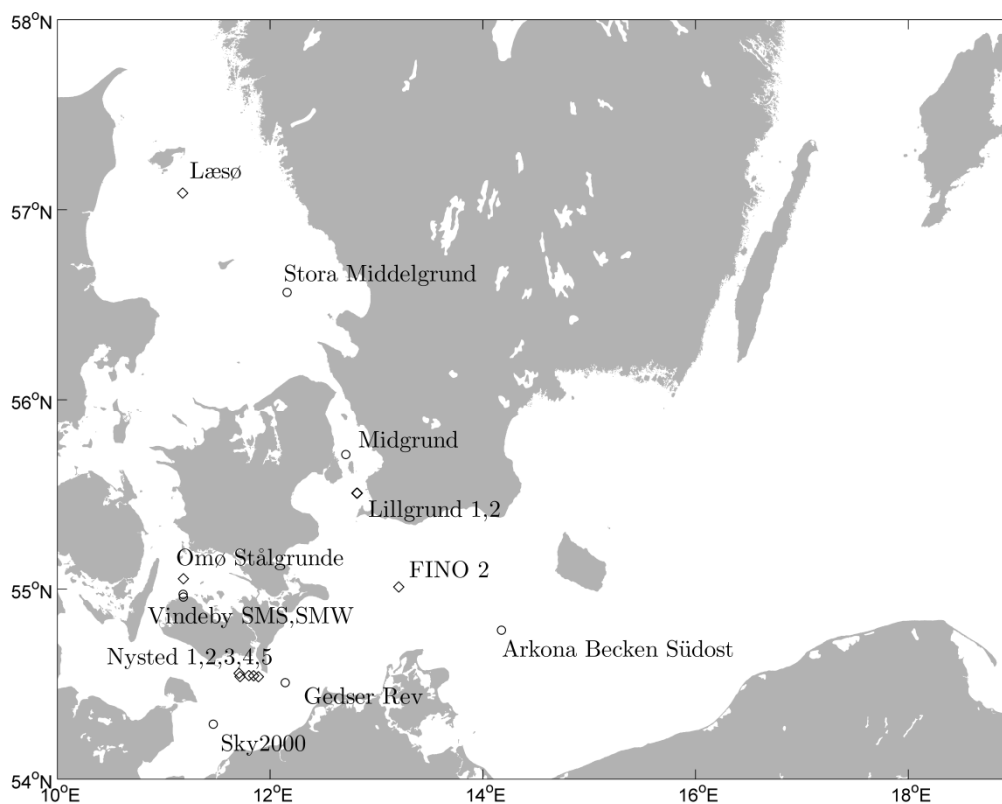 58°N
57°N
56°N
55°N
54°N
Læsø
Stora Middelgrund
Midgrund
Lillgrund 1,2
Omø Stålgrunde
FINO 2
Vindeby SMS,SMW
Arkona Becken Südost
Nysted 1,2,3,4,5
Gedser Rev
Sky2000
10°E
12°E
14°E
16°E
18°E